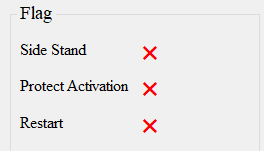 Flag
Side Stand
Protect Activation
Restart